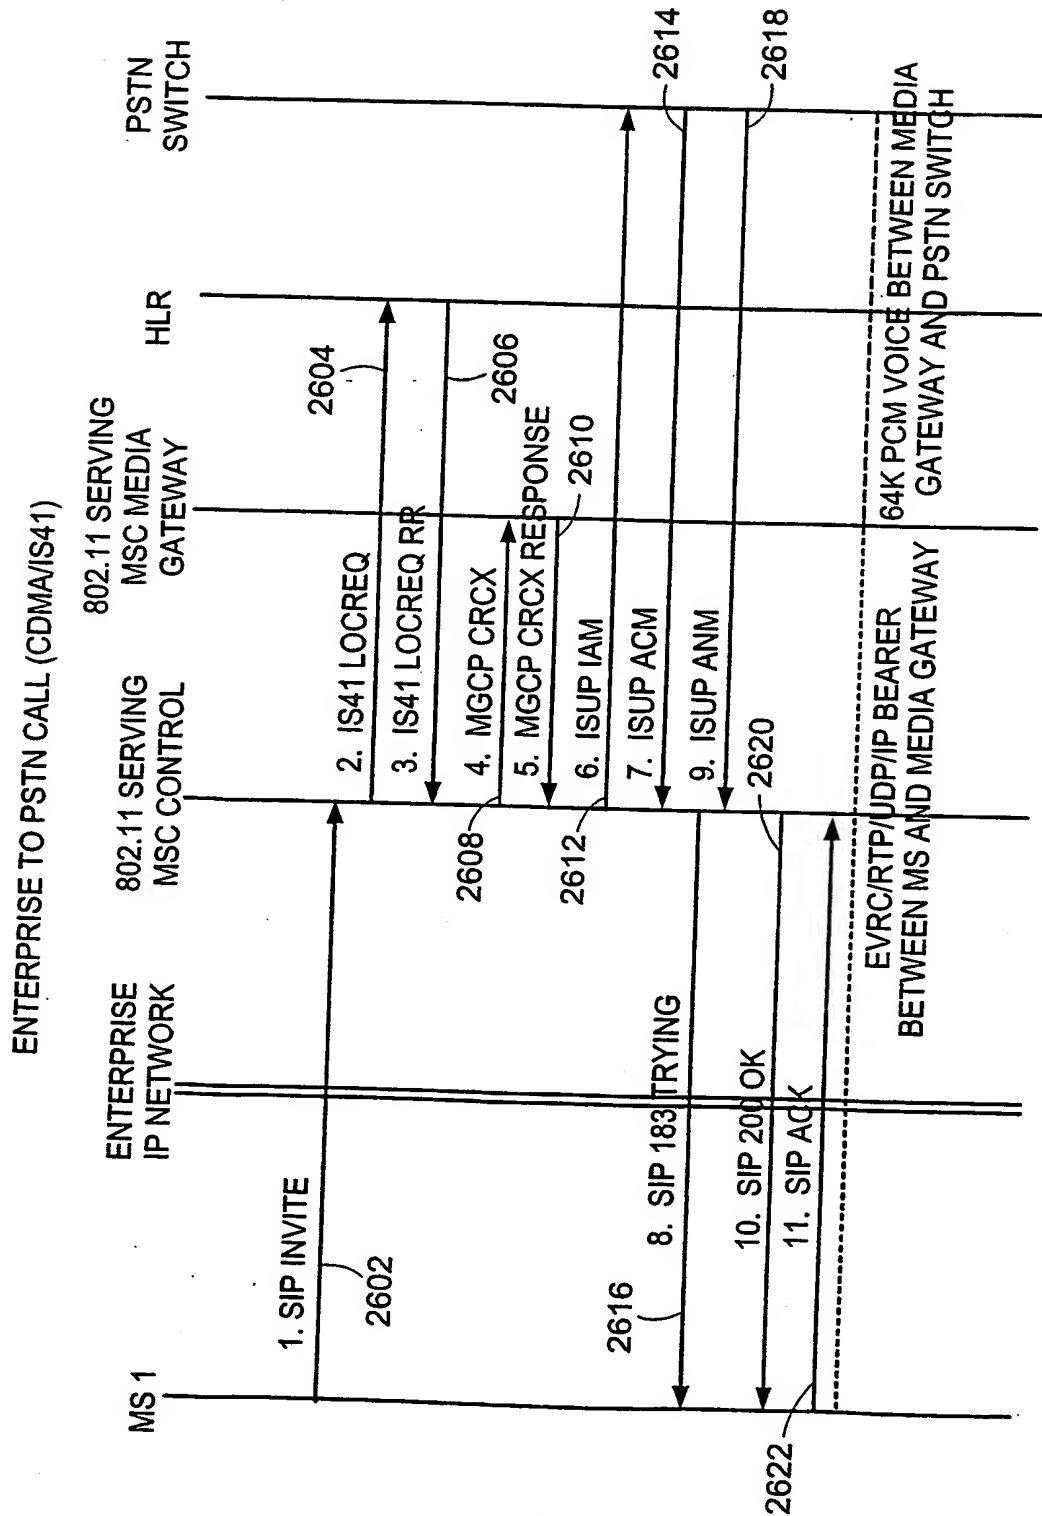 ENTERPRISE TO PSTN CALL (CDMA/IS41)
MS1
ENTERPRISE
IP NETWORK
802.11 SERVING
MSC CONTROL
802.11 SERVING
MSC MEDIA
GATEWAY
HLR
PSTN
SWITCH
1. SIP INVITE
2602
2. IS41 LOCREQ
2604
3. IS41 LOCREQ RR
2606
4. MGCP CRCX
2608
5. MGCP CRCX RESPONSE
2610
6. ISUP IAM
2612
7. ISUP ACM
2614
8. SIP 183 TRYING
2616
9. ISUP ANM
2618
10. SIP 200 OK
2620
11. SIP ACK
2622
EVRC/RTP/UDP/IP BEARER
BETWEEN MS AND MEDIA GATEWAY
64K PCM VOICE BETWEEN MEDIA
GATEWAY AND PSTN SWITCH